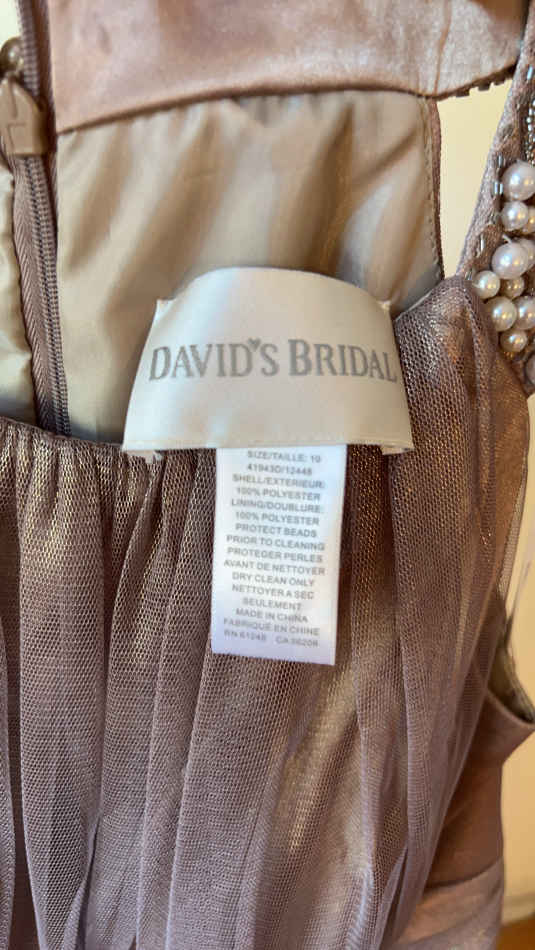 DAVID'S BRIDAL
SIZE/TAILLE: 10
41943D/12448
SHELL/EXTERIEUR:
100% POLYESTER
LINING/DOUBLURE:
100% POLYESTER
PROTECT BEADS
PRIOR TO CLEANING
PROTEGER PERLES
AVANT DE NETTOYER
DRY CLEAN ONLY
NETTOYER A SEC
SEULEMENT
MADE IN CHINA
FABRIQUÉ EN CHINE
RN 61248 CA 36206